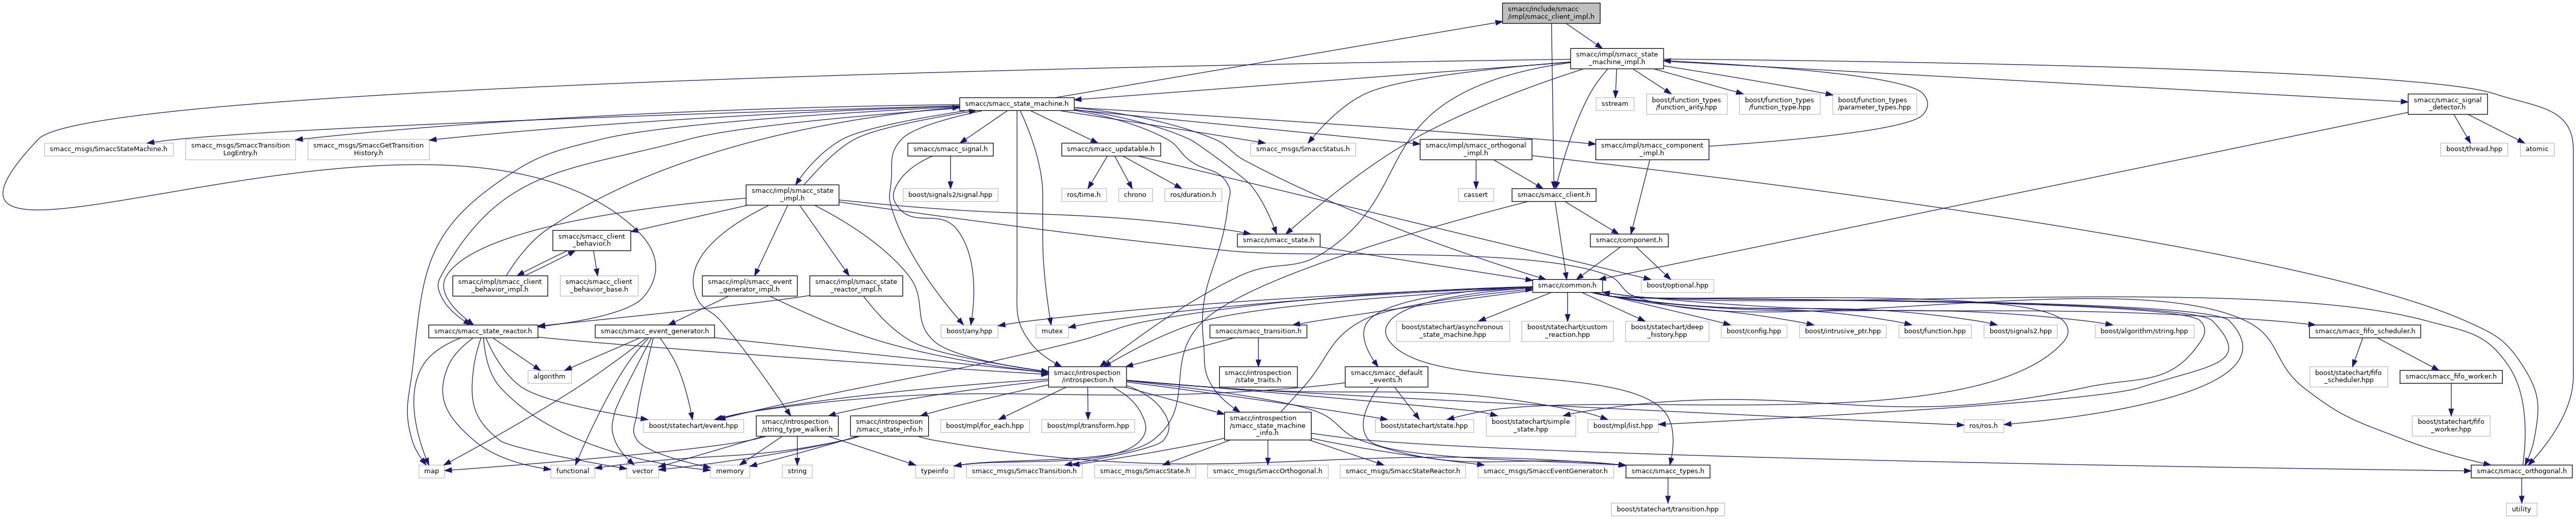 smacc/include/smacc
/impl/smacc_client_impl.h
smacc/impl/smacc_state
_machine_impl.h
smacc/smacc_state_machine.h
sstream
boost/function_types
/function_arity.hpp
boost/function_types
/function_type.hpp
boost/function_types
/parameter_types.hpp
smacc/smacc_signal
_detector.h
smacc_msgs/SmaccStateMachine.h
smacc_msgs/SmaccTransition
LogEntry.h
smacc_msgs/SmaccGetTransition
History.h
smacc/smacc_signal.h
smacc/smacc_updatable.h
smacc_msgs/SmaccStatus.h
smacc/impl/smacc_orthogonal
_impl.h
smacc/impl/smacc_component
_impl.h
boost/thread.hpp
atomic
smacc/impl/smacc_state
_impl.h
boost/signals2/signal.hpp
ros/time.h
chrono
ros/duration.h
cassert
smacc/smacc_client.h
smacc/smacc_client
_behavior.h
smacc/smacc_state.h
smacc/component.h
smacc/impl/smacc_client
_behavior_impl.h
smacc/smacc_client
_behavior_base.h
smacc/impl/smacc_event
_generator_impl.h
smacc/impl/smacc_state
_reactor_impl.h
smacc/common.h
boost/optional.hpp
smacc/smacc_state_reactor.h
smacc/smacc_event_generator.h
boost/any.hpp
mutex
smacc/smacc_transition.h
boost/statechart/asynchronous
_state_machine.hpp
boost/statechart/custom
_reaction.hpp
boost/statechart/deep
_history.hpp
boost/config.hpp
boost/intrusive_ptr.hpp
boost/function.hpp
boost/signals2.hpp
boost/algorithm/string.hpp
smacc/smacc_fifo_scheduler.h
algorithm
smacc/introspection
/introspection.h
smacc/introspection
/state_traits.h
smacc/smacc_default
_events.h
boost/statechart/fifo
_scheduler.hpp
smacc/smacc_fifo_worker.h
boost/statechart/event.hpp
smacc/introspection
/string_type_walker.h
smacc/introspection
/smacc_state_info.h
boost/mpl/for_each.hpp
boost/mpl/transform.hpp
smacc/introspection
/smacc_state_machine
_info.h
boost/statechart/state.hpp
boost/statechart/simple
_state.hpp
boost/mpl/list.hpp
ros/ros.h
boost/statechart/fifo
_worker.hpp
map
functional
vector
memory
string
typeinfo
smacc_msgs/SmaccTransition.h
smacc_msgs/SmaccState.h
smacc_msgs/SmaccOrthogonal.h
smacc_msgs/SmaccStateReactor.h
smacc_msgs/SmaccEventGenerator.h
smacc/smacc_types.h
smacc/smacc_orthogonal.h
boost/statechart/transition.hpp
utility